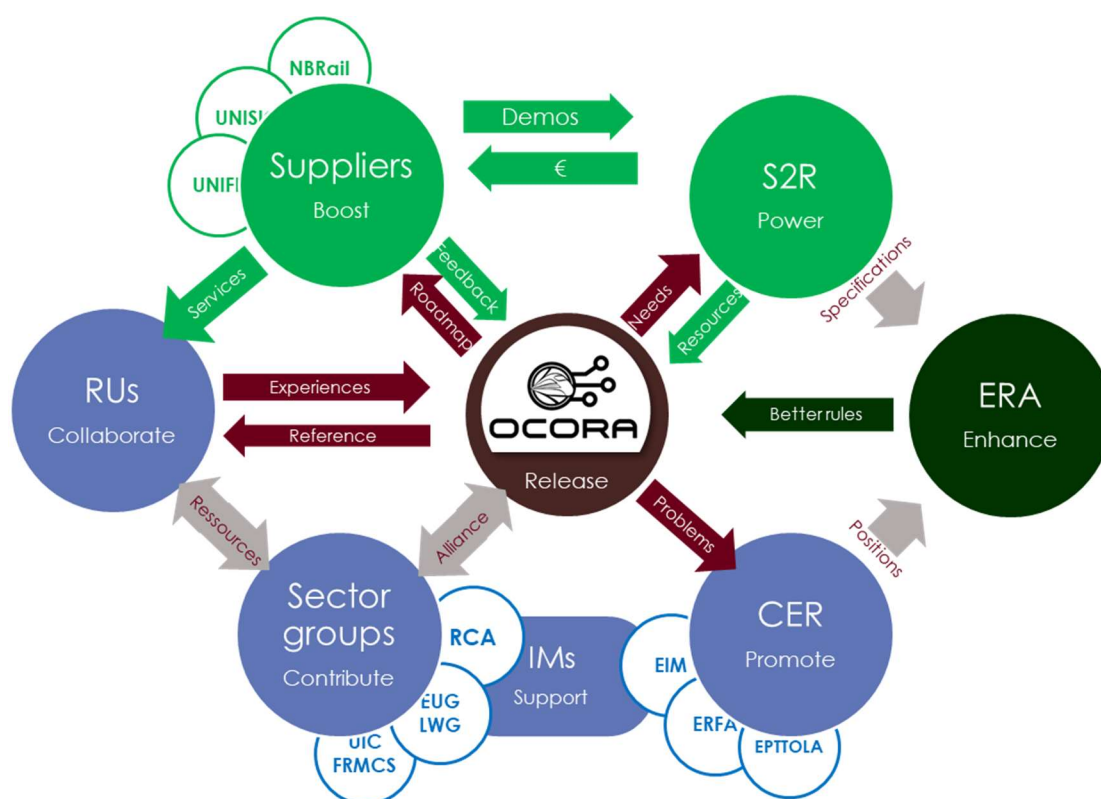 NBRail
Suppliers
Boost
Demos
€
S2R
Power
Services
Feedback
Roadmap
Needs
Resources
Specifications
RUs
Collaborate
Experiences
Reference
OCORA
Release
Better rules
ERA
Enhance
Ressources
Alliance
Problems
Positions
Sector
groups
Contribute
RCA
EUG
LWG
UIC
FRMCS
IMs
Support
EIM
ERFA
EPTTOLA
CER
Promote